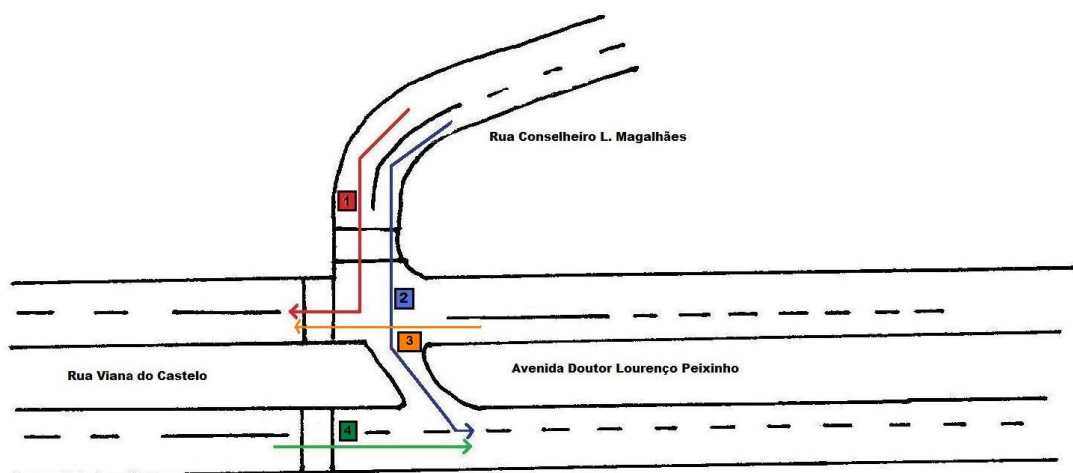 Rua Conselheiro L. Magalhães
1
2
3
Rua Viana do Castelo
Avenida Doutor Lourenço Peixinho
4